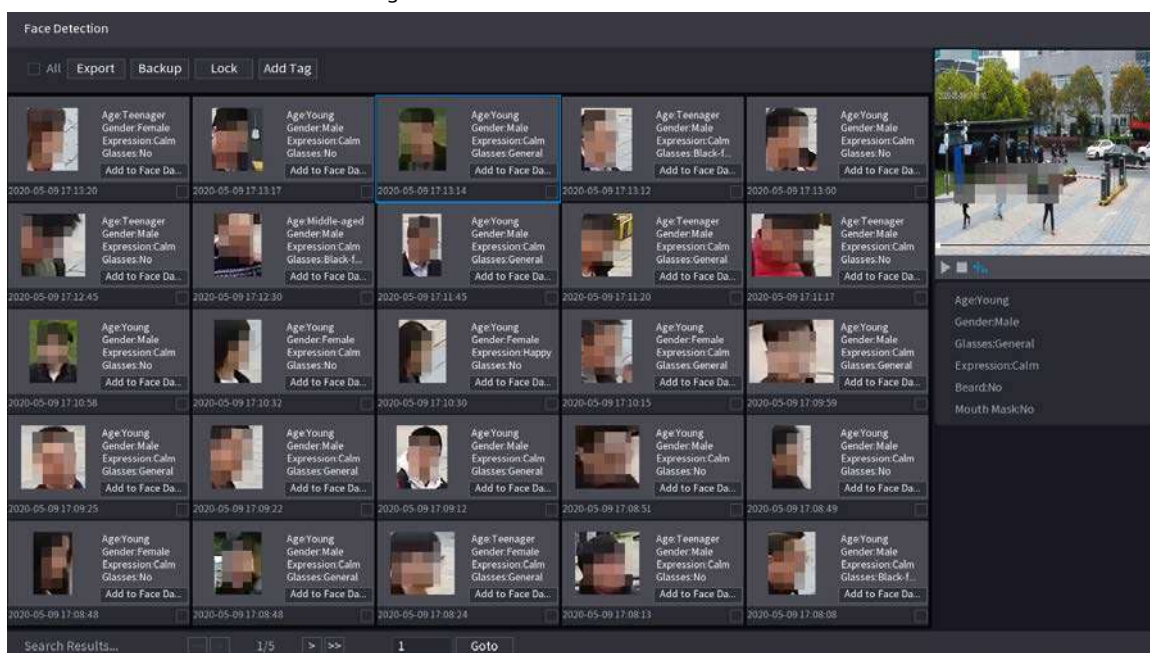 Face Detection
All Export Backup Lock Add Tag
Age:Teenager
Gender:Female
Expression:Calm
Glasses:No
Add to Face Da...
2020-05-09 17:13:20
Age:Young
Gender:Male
Expression:Calm
Glasses:No
Add to Face Da...
2020-05-09 17:13:17
Age:Young
Gender:Male
Expression:Calm
Glasses:General
Add to Face Da...
2020-05-09 17:13:14
Age:Teenager
Gender:Male
Expression:Calm
Glasses:Black-f...
Add to Face Da...
2020-05-09 17:13:12
Age:Young
Gender:Male
Expression:Calm
Glasses:No
Add to Face Da...
2020-05-09 17:13:00
Age:Teenager
Gender:Male
Expression:Calm
Glasses:No
Add to Face Da...
2020-05-09 17:12:45
Age:Middle-aged
Gender:Male
Expression:Calm
Glasses:Black-f...
Add to Face Da...
2020-05-09 17:12:30
Age:Young
Gender:Male
Expression:Calm
Glasses:General
Add to Face Da...
2020-05-09 17:11:45
Age:Teenager
Gender:Male
Expression:Calm
Glasses:General
Add to Face Da...
2020-05-09 17:11:20
Age:Teenager
Gender:Male
Expression:Calm
Glasses:No
Add to Face Da...
2020-05-09 17:11:17
Age:Young
Gender:Male
Expression:Calm
Glasses:No
Add to Face Da...
2020-05-09 17:10:58
Age:Young
Gender:Female
Expression:Calm
Glasses:No
Add to Face Da...
2020-05-09 17:10:32
Age:Young
Gender:Female
Expression:Happy
Glasses:No
Add to Face Da...
2020-05-09 17:10:30
Age:Young
Gender:Female
Expression:Calm
Glasses:General
Add to Face Da...
2020-05-09 17:10:15
Age:Young
Gender:Male
Expression:Calm
Glasses:General
Add to Face Da...
2020-05-09 17:09:59
Age:Young
Gender:Male
Expression:Calm
Glasses:General
Add to Face Da...
2020-05-09 17:09:25
Age:Young
Gender:Male
Expression:Calm
Glasses:General
Add to Face Da...
2020-05-09 17:09:22
Age:Young
Gender:Male
Expression:Calm
Glasses:General
Add to Face Da...
2020-05-09 17:09:12
Age:Young
Gender:Male
Expression:Calm
Glasses:No
Add to Face Da...
2020-05-09 17:08:51
Age:Young
Gender:Male
Expression:Calm
Glasses:No
Add to Face Da...
2020-05-09 17:08:49
Age:Young
Gender:Female
Expression:Calm
Glasses:No
Add to Face Da...
2020-05-09 17:08:48
Age:Young
Gender:Male
Expression:Calm
Glasses:General
Add to Face Da...
2020-05-09 17:08:48
Age:Teenager
Gender:Female
Expression:Calm
Glasses:General
Add to Face Da...
2020-05-09 17:08:24
Age:Teenager
Gender:Male
Expression:Calm
Glasses:No
Add to Face Da...
2020-05-09 17:08:13
Age:Young
Gender:Male
Expression:Calm
Glasses:Black-f...
Add to Face Da...
2020-05-09 17:08:08
Age:Young
Gender:Male
Glasses:General
Expression:Calm
Beard:No
Mouth Mask:No
Search Results... 1/5 > >> 1 Goto